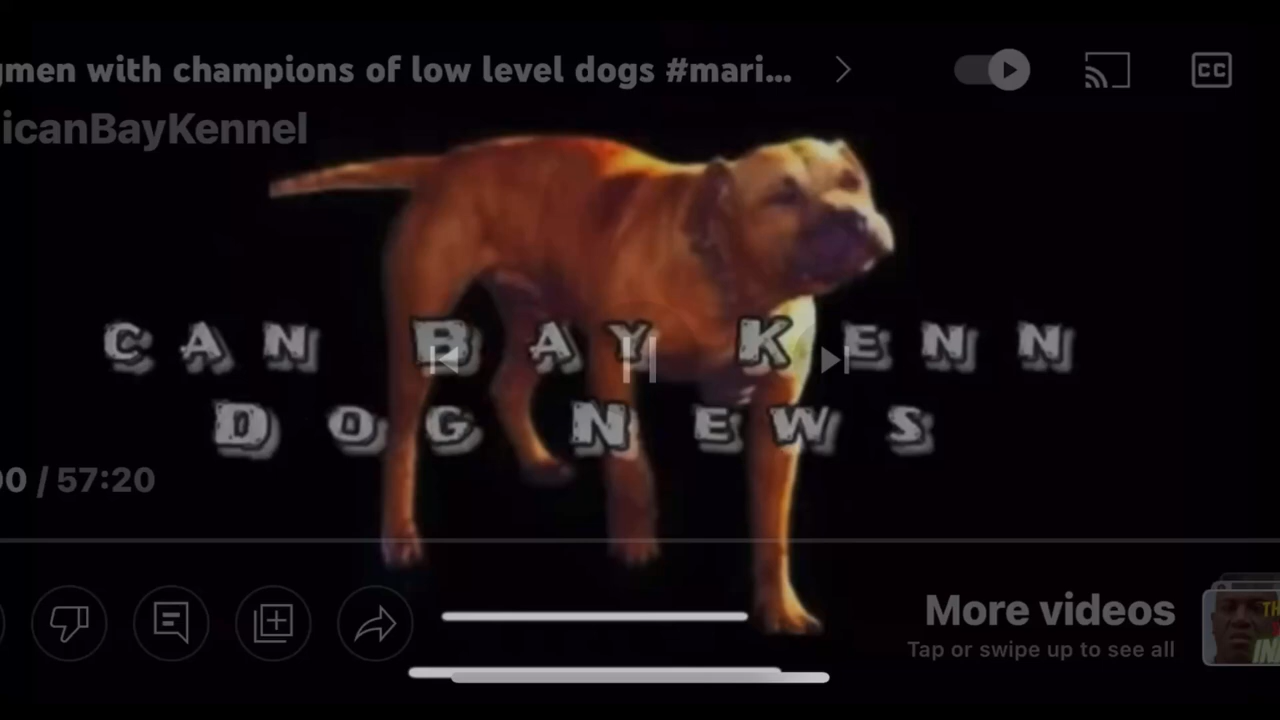 gmen with champions of low level dogs #mari...
CC
icanBayKennel
CAN BAY KENN
DOG NEWS
00 / 57:20
More videos
Tap or swipe up to see all